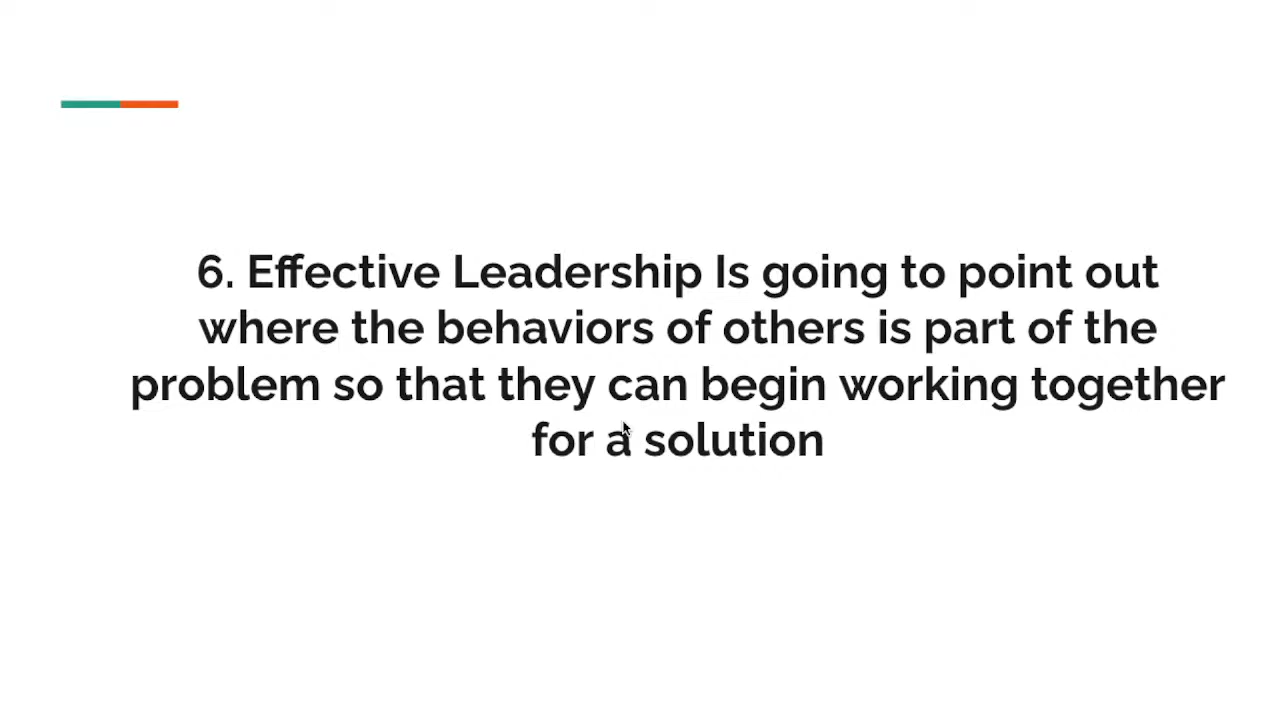 6. Effective Leadership Is going to point out
where the behaviors of others is part of the
problem so that they can begin working together
for a solution